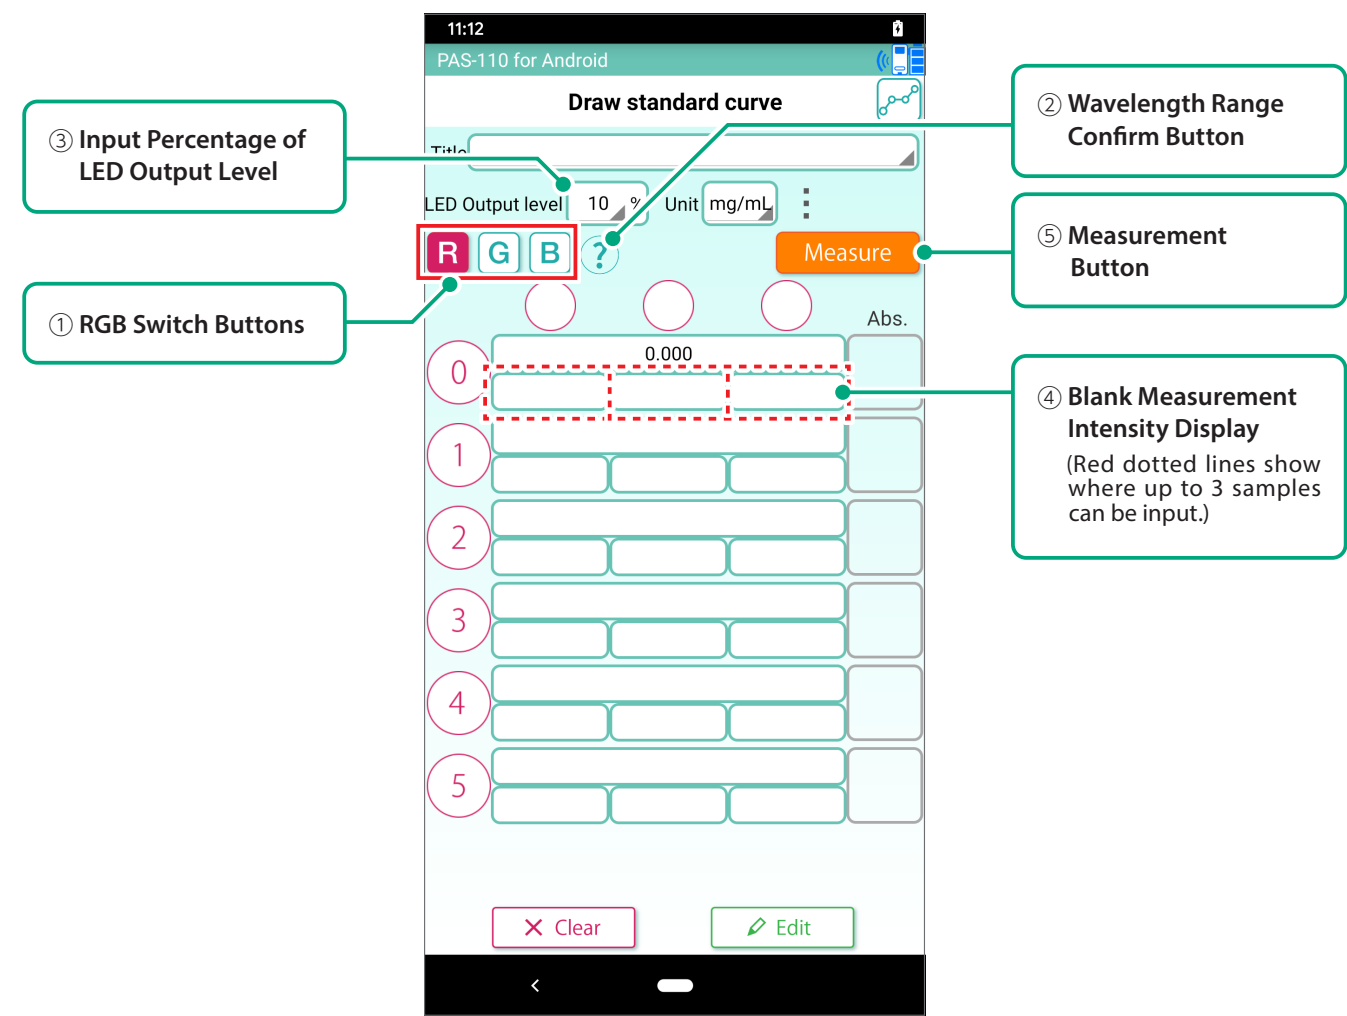 11:12
PAS-110 for Android
Draw standard curve
Title
LED Output level 10 % Unit mg/mL
R G B ? Measure
Abs.
0 0.000
1
2
3
4
5
Clear Edit
③ Input Percentage of
LED Output Level
① RGB Switch Buttons
② Wavelength Range
Confirm Button
⑤ Measurement
Button
④ Blank Measurement
Intensity Display
(Red dotted lines show
where up to 3 samples
can be input.)